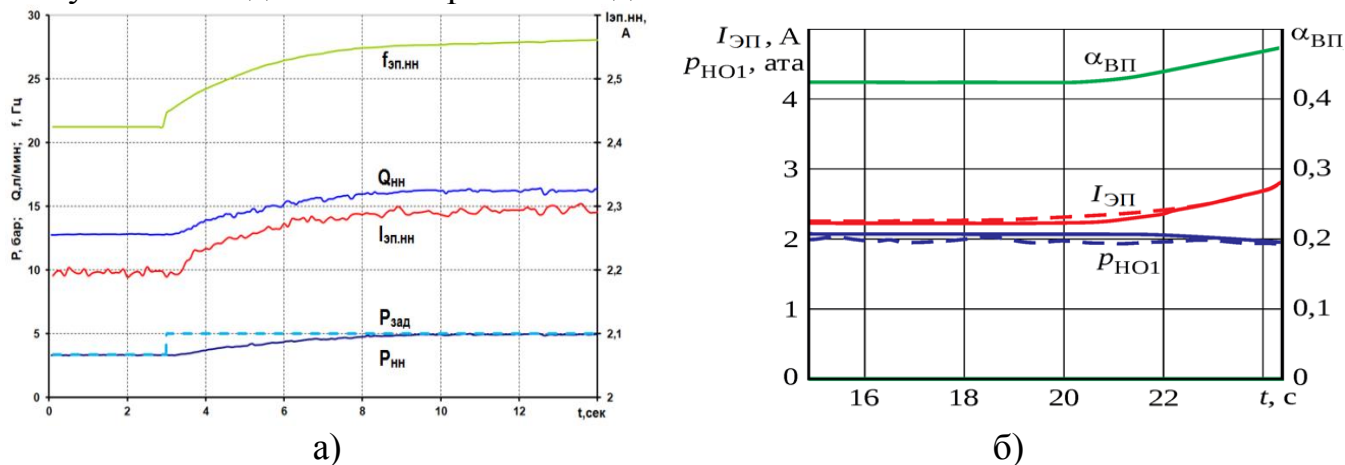 30
25
20
15
10
5
0
P, бар; Q,л/мин; f, Гц
fэп.нн
Qнн
Iэп.нн
Pзад
Pнн
0 2 4 6 8 10 12 t,сек
Iэп.нн,
А
2,5
2,4
2,3
2,2
2,1
2
а)
IЭП, А
pНО1, ата
4
3
2
1
0
αВП
IЭП
pНО1
16 18 20 22 t, с
αВП
0,4
0,3
0,2
0,1
0
б)